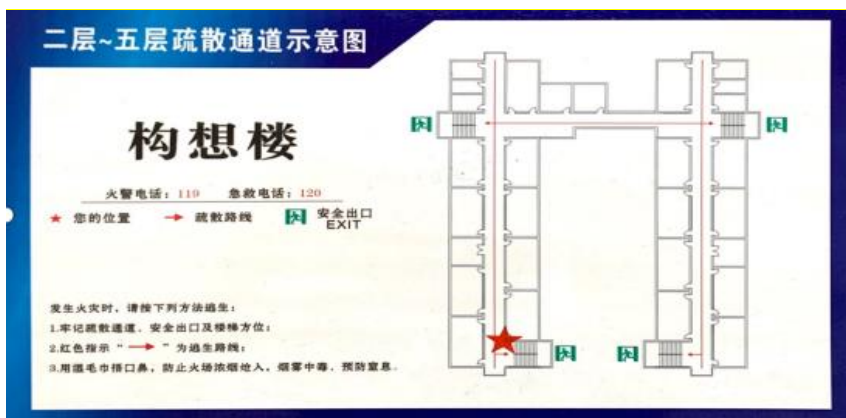 二层~五层疏散通道示意图
构想楼
火警电话：119 急救电话：120
★ 您的位置 → 疏散路线 安全出口
EXIT
发生火灾时，请按下列方法逃生：
1.牢记疏散通道、安全出口及楼梯方位；
2.红色指示“ → ”为逃生路线；
3.用湿毛巾捂口鼻，防止火场浓烟呛入，烟雾中毒、预防窒息。